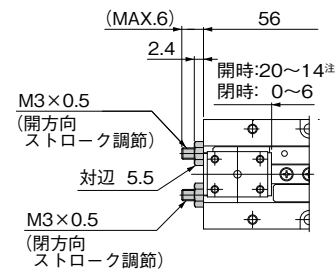 (MAX.6)
56
2.4
開時:20～14注
閉時: 0～6
M3×0.5
(開方向
ストローク調節)
対辺 5.5
M3×0.5
(閉方向
ストローク調節)